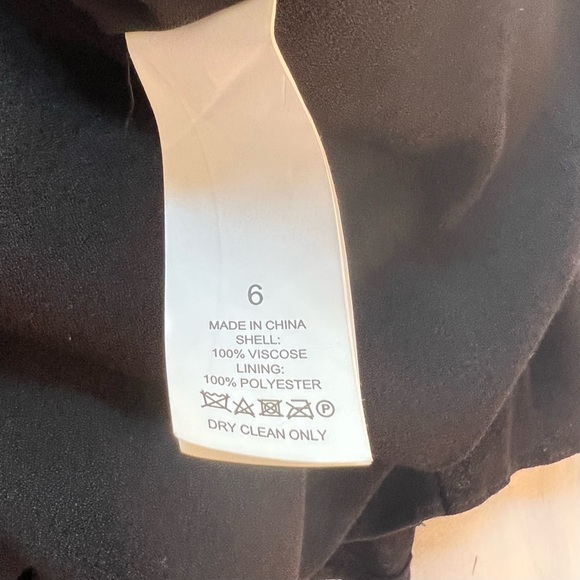 6
MADE IN CHINA
SHELL:
100% VISCOSE
LINING:
100% POLYESTER
P
DRY CLEAN ONLY